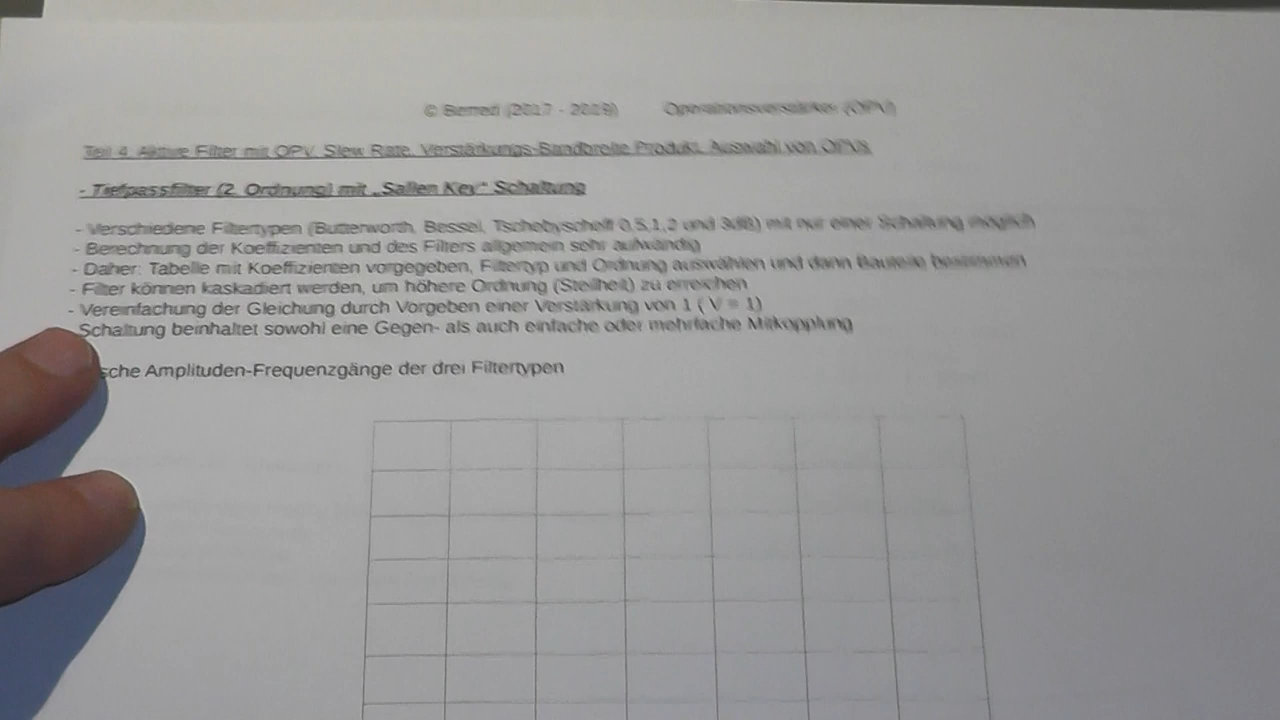 © (2017 - 2019) Operationsverstärker (OPV)
Teil 4: Aktive Filter mit OPV, Slew Rate, Verstärkungs-Bandbreite Produkt, Auswahl von OPVs
- Tiefpassfilter (2. Ordnung) mit „Sallen Key“ Schaltung
- Verschiedene Filtertypen (Butterworth, Bessel, Tschebyscheff 0,5,1,2 und 3dB) mit nur einer Schaltung möglich
- Berechnung der Koeffizienten und des Filters allgemein sehr aufwändig
- Daher: Tabelle mit Koeffizienten vorgegeben, Filtertyp und Ordnung auswählen und dann Bauteile bestimmen
- Filter können kaskadiert werden, um höhere Ordnung (Steilheit) zu erreichen
- Vereinfachung der Gleichung durch Vorgeben einer Verstärkung von 1 ( V = 1)
Schaltung beinhaltet sowohl eine Gegen- als auch einfache oder mehrfache Mitkopplung
sche Amplituden-Frequenzgänge der drei Filtertypen